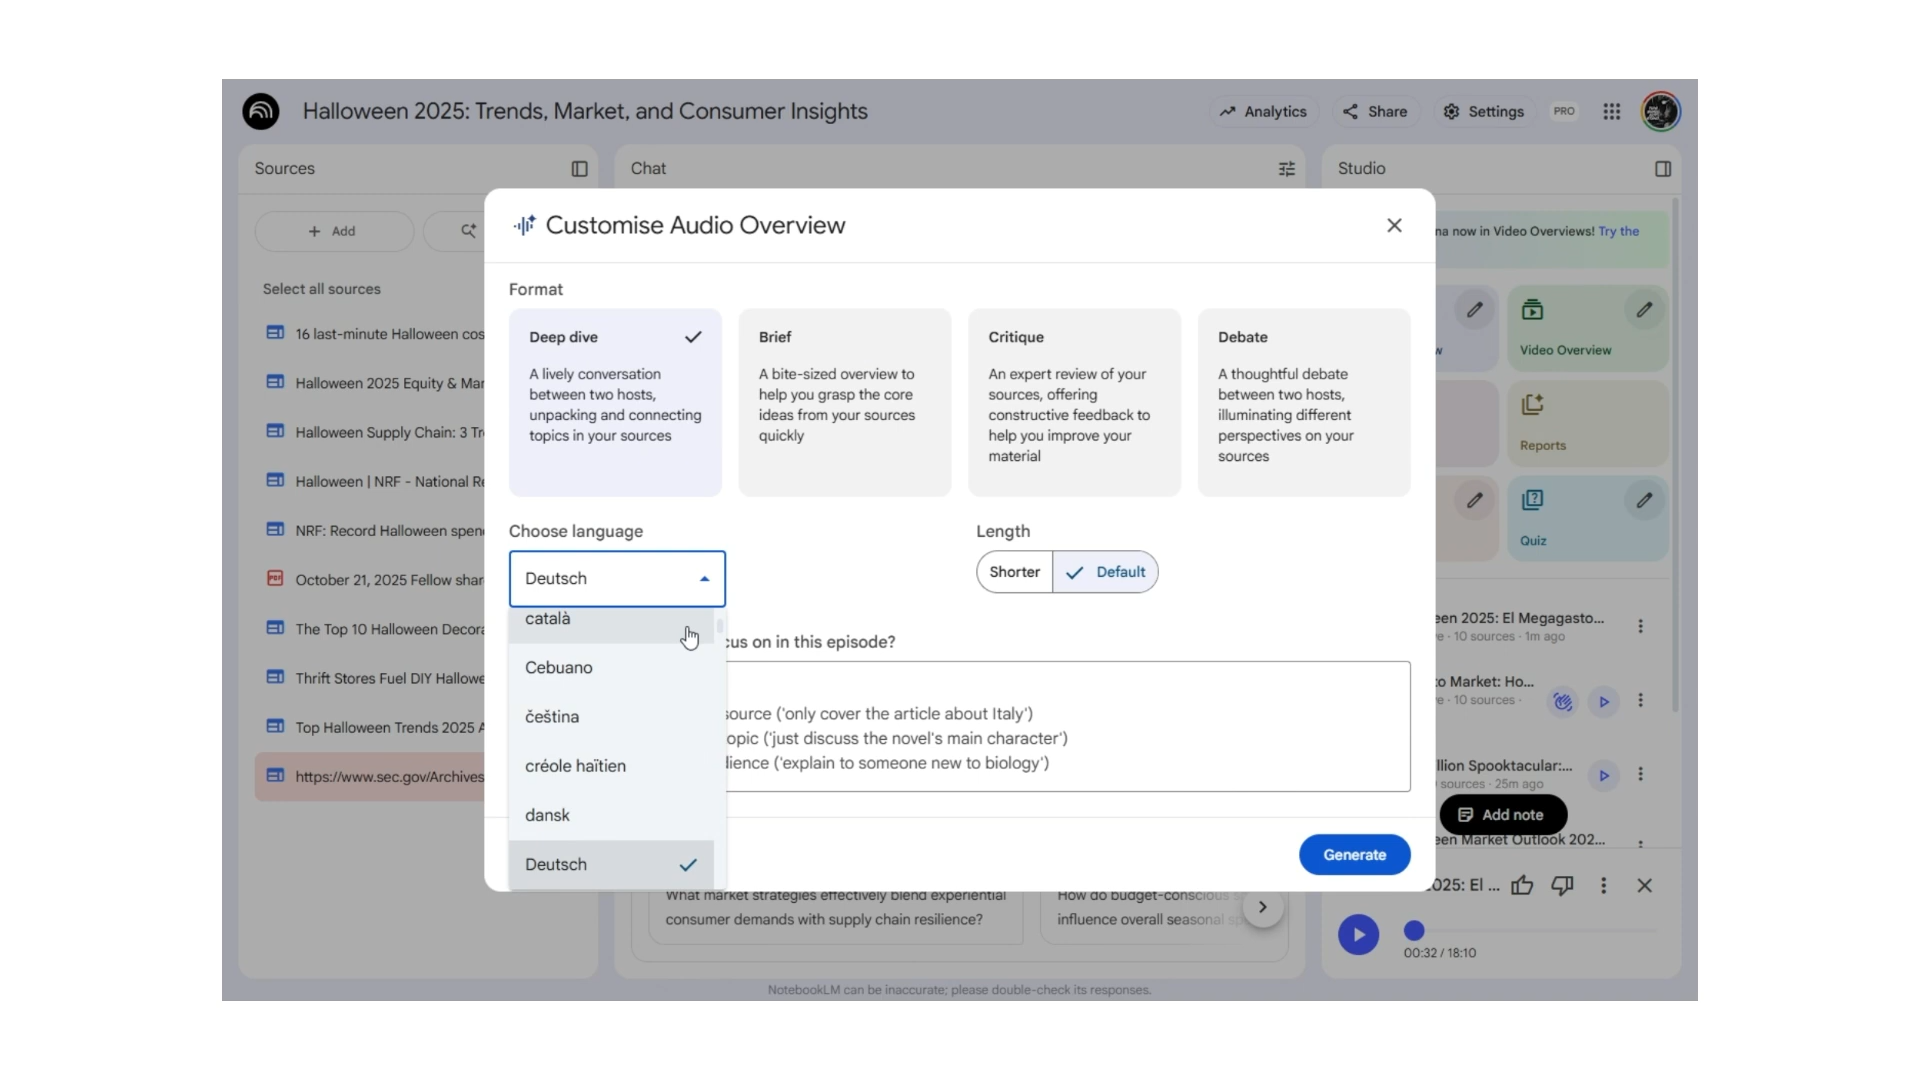 Halloween 2025: Trends, Market, and Consumer Insights
Analytics
Share
Settings
PRO
Sources
Chat
Studio
Add
Select all sources
16 last-minute Halloween cos
Halloween 2025 Equity & Mar
Halloween Supply Chain: 3 Tr
Halloween | NRF - National Re
NRF: Record Halloween spen
PDF
October 21, 2025 Fellow shar
The Top 10 Halloween Decora
Thrift Stores Fuel DIY Hallowe
Top Halloween Trends 2025 A
https://www.sec.gov/Archives
Customise Audio Overview
Format
Deep dive
A lively conversation
between two hosts,
unpacking and connecting
topics in your sources
Brief
A bite-sized overview to
help you grasp the core
ideas from your sources
quickly
Critique
An expert review of your
sources, offering
constructive feedback to
help you improve your
material
Debate
A thoughtful debate
between two hosts,
illuminating different
perspectives on your
sources
Choose language
Deutsch
català
Cebuano
čeština
créole haïtien
dansk
Deutsch
Length
Shorter
Default
cus on in this episode?
source ('only cover the article about Italy')
opic ('just discuss the novel's main character')
lience ('explain to someone new to biology')
Generate
What market strategies effectively blend experiential
consumer demands with supply chain resilience?
How do budget-conscious
influence overall seasonal
na now in Video Overviews! Try the
w
Video Overview
Reports
Quiz
een 2025: El Megagasto...
e · 10 sources · 1m ago
to Market: Ho...
e · 10 sources ·
llion Spooktacular:...
sources · 25m ago
Add note
een Market Outlook 202...
2025: El ...
00:32 / 18:10
NotebookLM can be inaccurate; please double-check its responses.